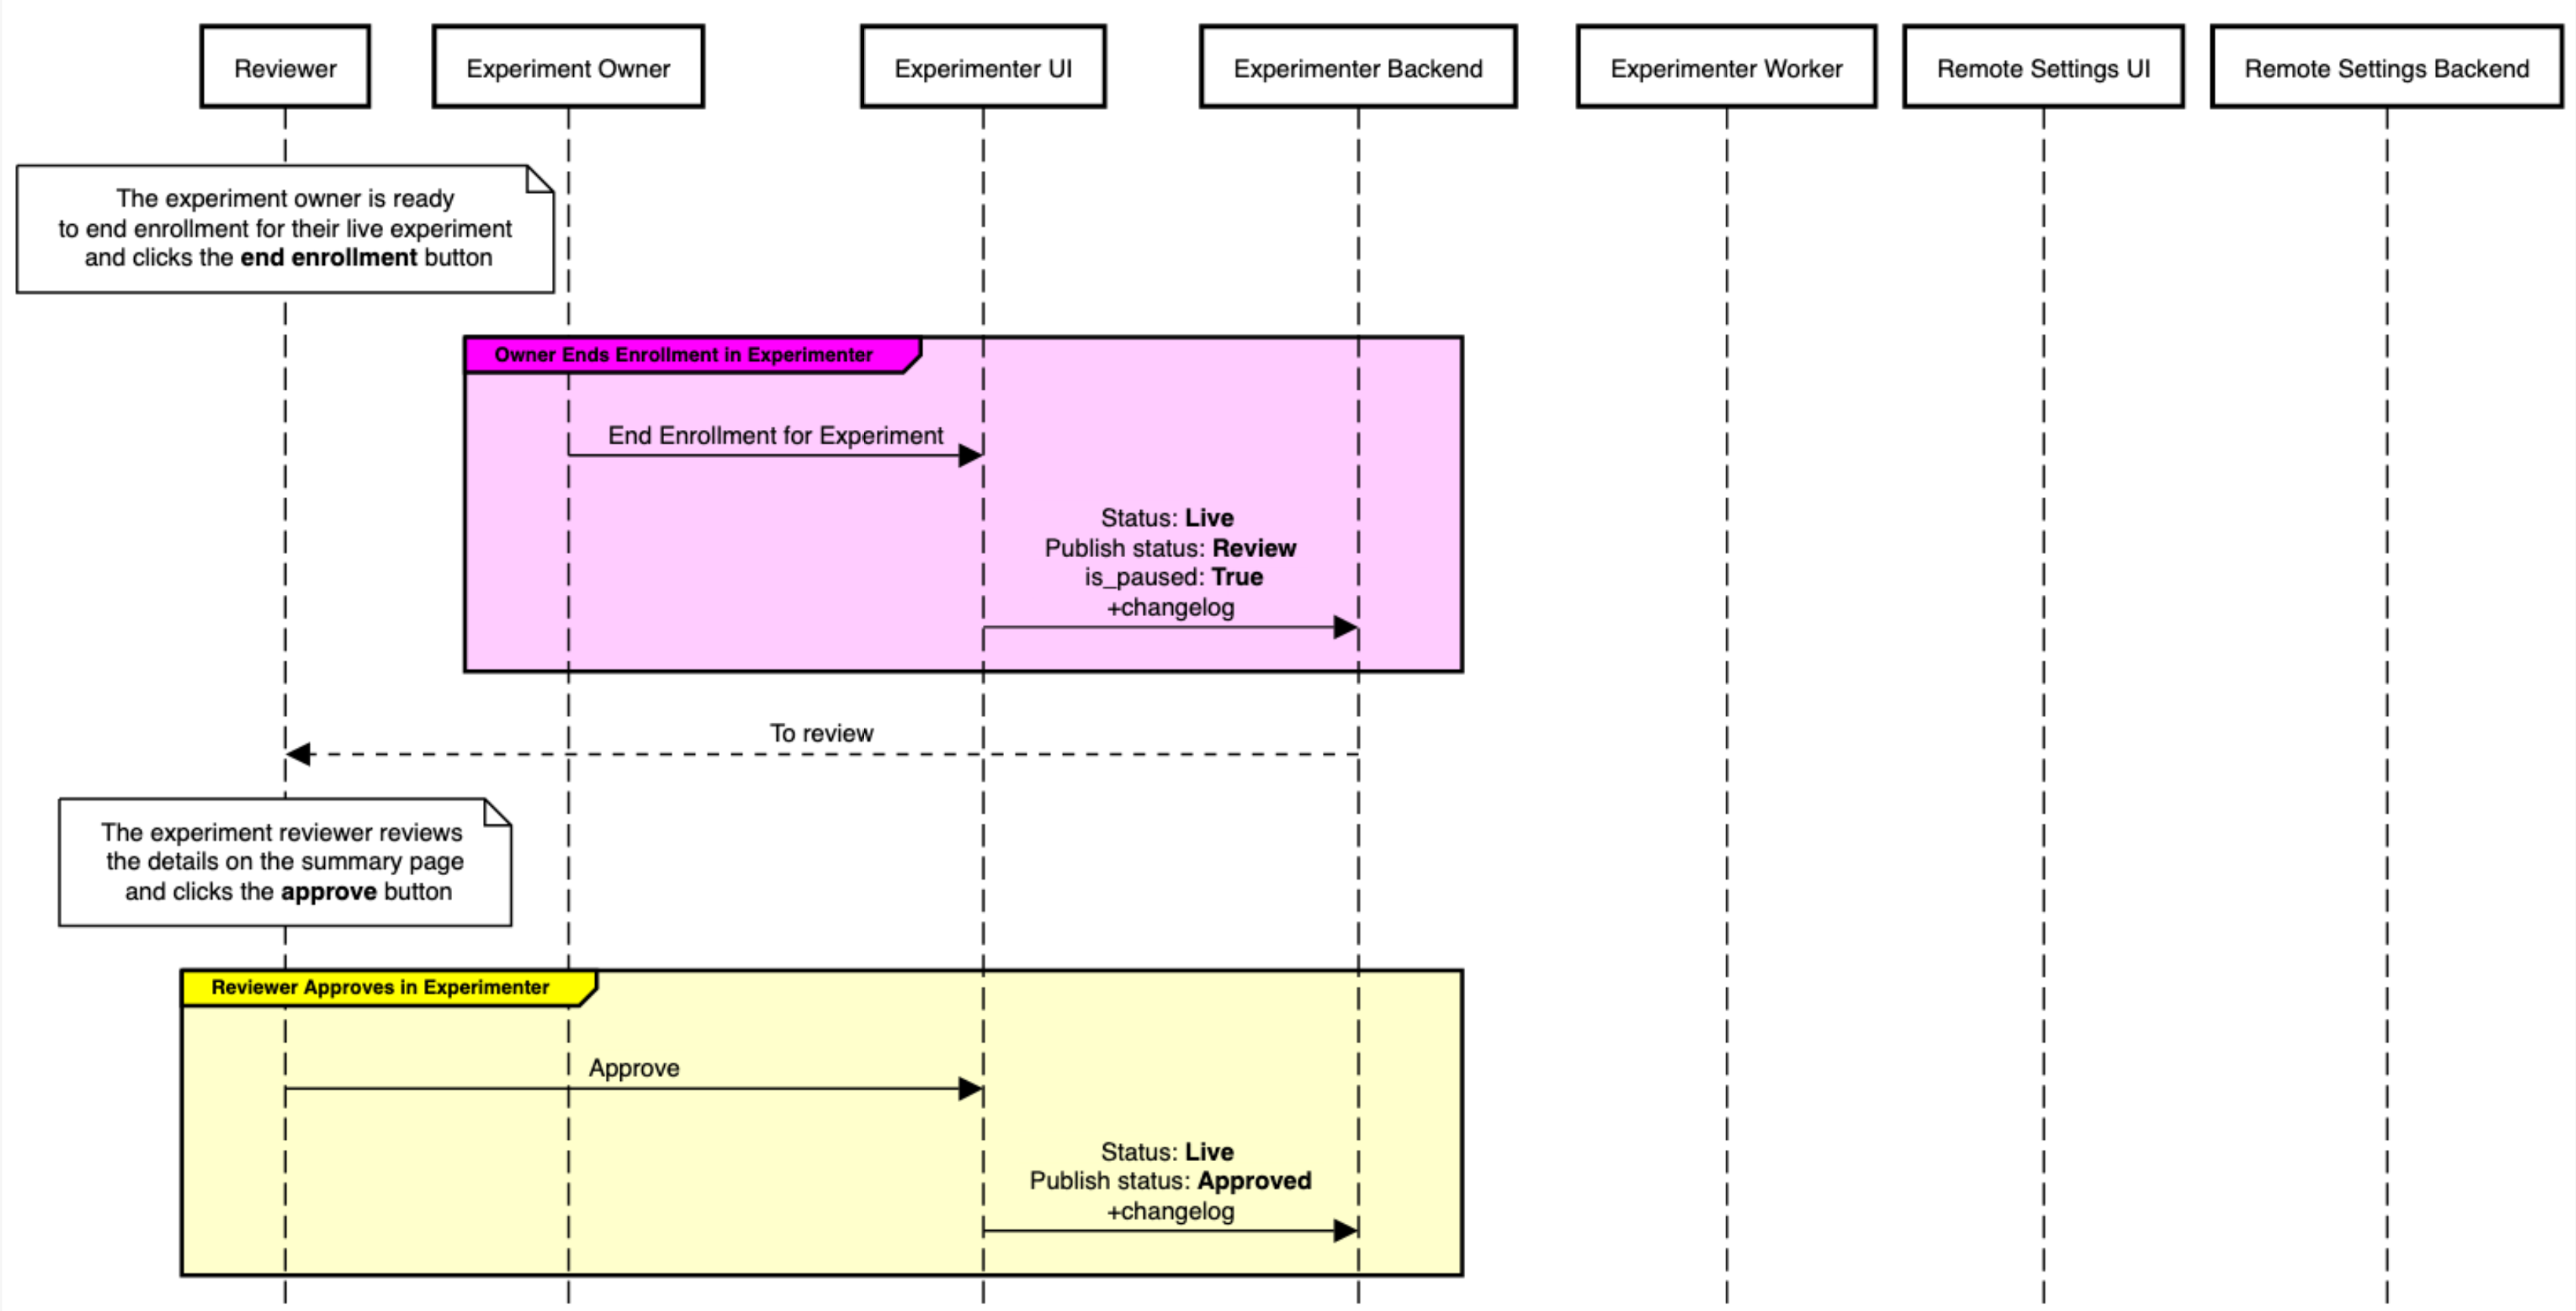 Reviewer
Experiment Owner
Experimenter UI
Experimenter Backend
Experimenter Worker
Remote Settings UI
Remote Settings Backend
The experiment owner is ready
to end enrollment for their live experiment
and clicks the end enrollment button
Owner Ends Enrollment in Experimenter
End Enrollment for Experiment
Status: Live
Publish status: Review
is_paused: True
+changelog
To review
The experiment reviewer reviews
the details on the summary page
and clicks the approve button
Reviewer Approves in Experimenter
Approve
Status: Live
Publish status: Approved
+changelog